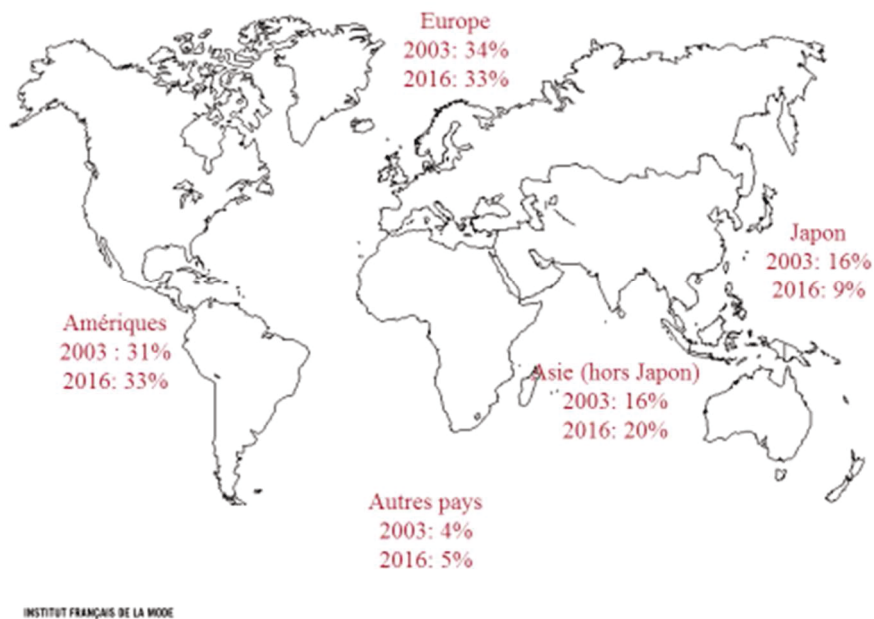 Europe
2003: 34%
2016: 33%
Japon
2003: 16%
2016: 9%
Amériques
2003 : 31%
2016: 33%
Asie (hors Japon)
2003: 16%
2016: 20%
Autres pays
2003: 4%
2016: 5%
INSTITUT FRANÇAIS DE LA MODE